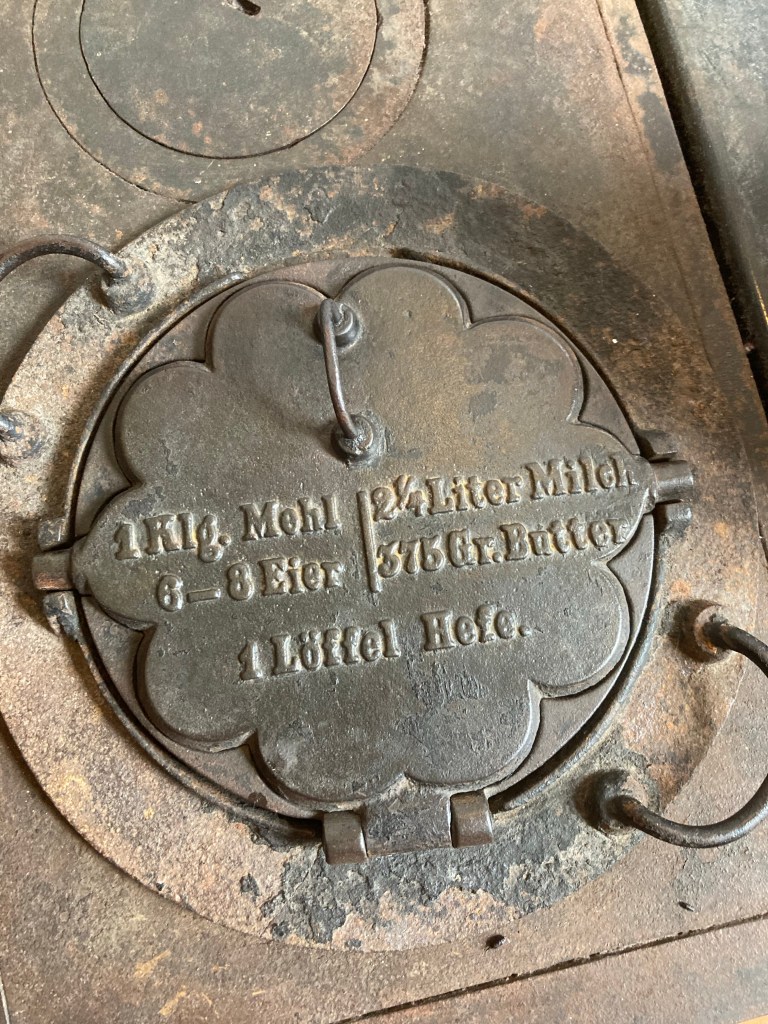 1 Klg. Mehl | 2¼ Liter Milch
6 – 8 Eier | 375 Gr. Butter
1 Löffel Hefe.